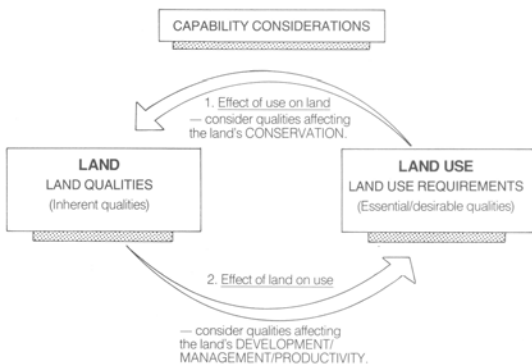 CAPABILITY CONSIDERATIONS
1. Effect of use on land
— consider qualities affecting
the land's CONSERVATION.
LAND
LAND QUALITIES
(Inherent qualities)
LAND USE
LAND USE REQUIREMENTS
(Essential/desirable qualities)
2. Effect of land on use
— consider qualities affecting
the land's DEVELOPMENT/
MANAGEMENT/PRODUCTIVITY.